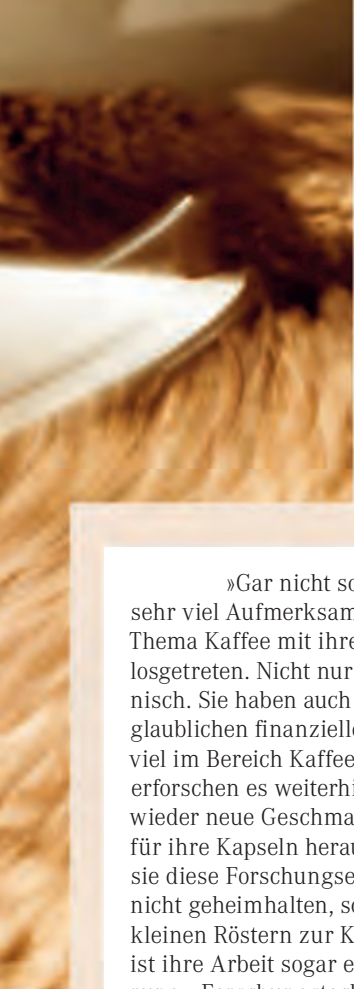 »Gar nicht so
sehr viel Aufmerksam
Thema Kaffee mit ihre
losgetreten. Nicht nur
nisch. Sie haben auch
glaublichen finanzielle
viel im Bereich Kaffee
erforschen es weiterhi
wieder neue Geschma
für ihre Kapseln herau
sie diese Forschungse
nicht geheimhalten, so
kleinen Röstern zur K
ist ihre Arbeit sogar e